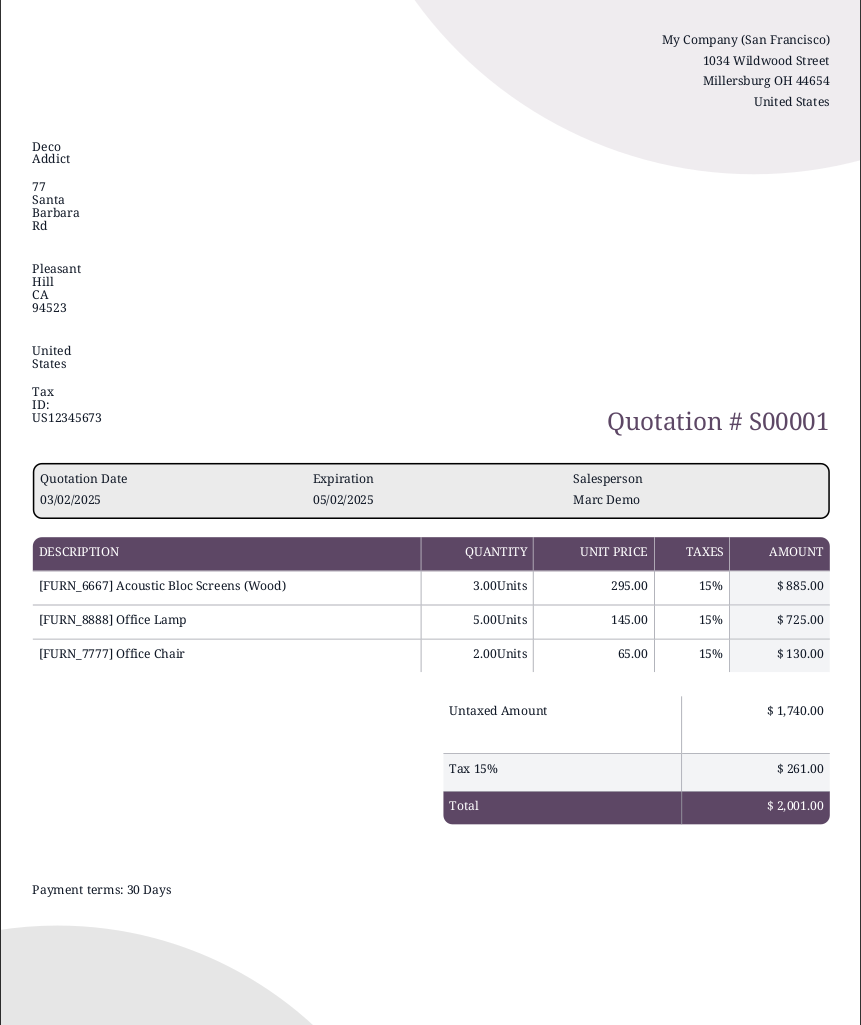 My Company (San Francisco)
1034 Wildwood Street
Millersburg OH 44654
United States
Deco
Addict
77
Santa
Barbara
Rd
Pleasant
Hill
CA
94523
United
States
Tax
ID:
US12345673
Quotation # S00001
Quotation Date Expiration Salesperson
03/02/2025 05/02/2025 Marc Demo
DESCRIPTION QUANTITY UNIT PRICE TAXES AMOUNT
[FURN_6667] Acoustic Bloc Screens (Wood) 3.00Units 295.00 15% $ 885.00
[FURN_8888] Office Lamp 5.00Units 145.00 15% $ 725.00
[FURN_7777] Office Chair 2.00Units 65.00 15% $ 130.00
Untaxed Amount $ 1,740.00
Tax 15% $ 261.00
Total $ 2,001.00
Payment terms: 30 Days